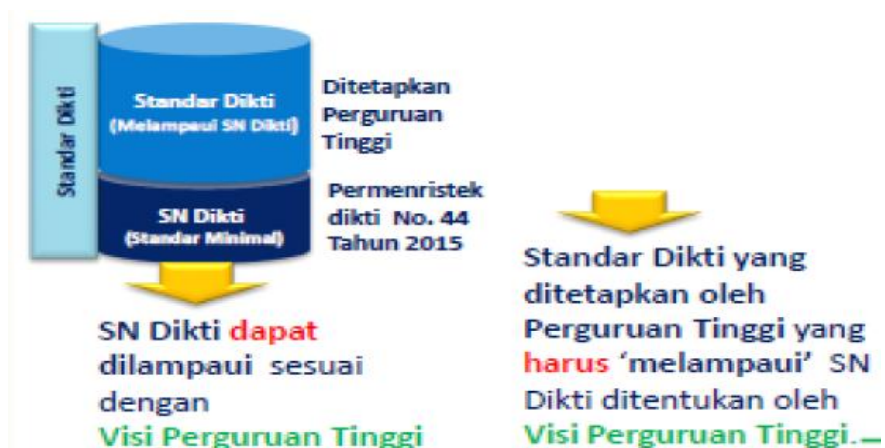 Standar Dikti
Standar Dikti
(Melampaui SN Dikti)
Ditetapkan
Perguruan
Tinggi
SN Dikti
(Standar Minimal)
Permenristek
dikti No. 44
Tahun 2015
SN Dikti dapat
dilampaui sesuai
dengan
Visi Perguruan Tinggi
Standar Dikti yang
ditetapkan oleh
Perguruan Tinggi yang
harus ‘melampaui’ SN
Dikti ditentukan oleh
Visi Perguruan Tinggi.